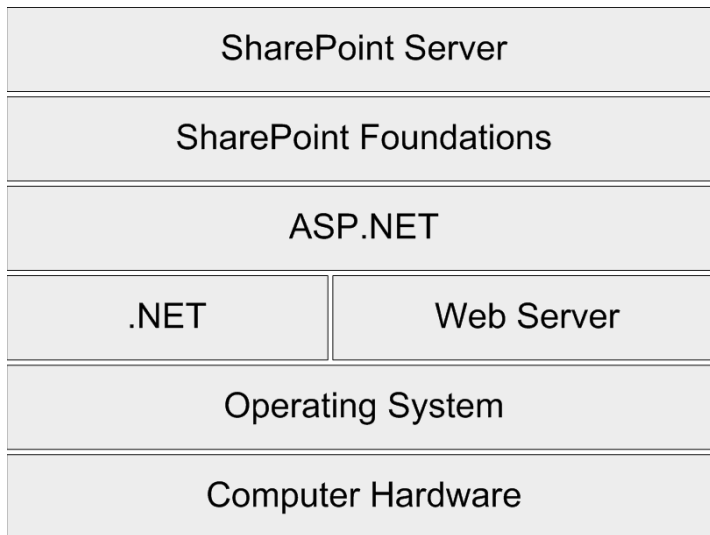 SharePoint Server
SharePoint Foundations
ASP.NET
.NET
Web Server
Operating System
Computer Hardware